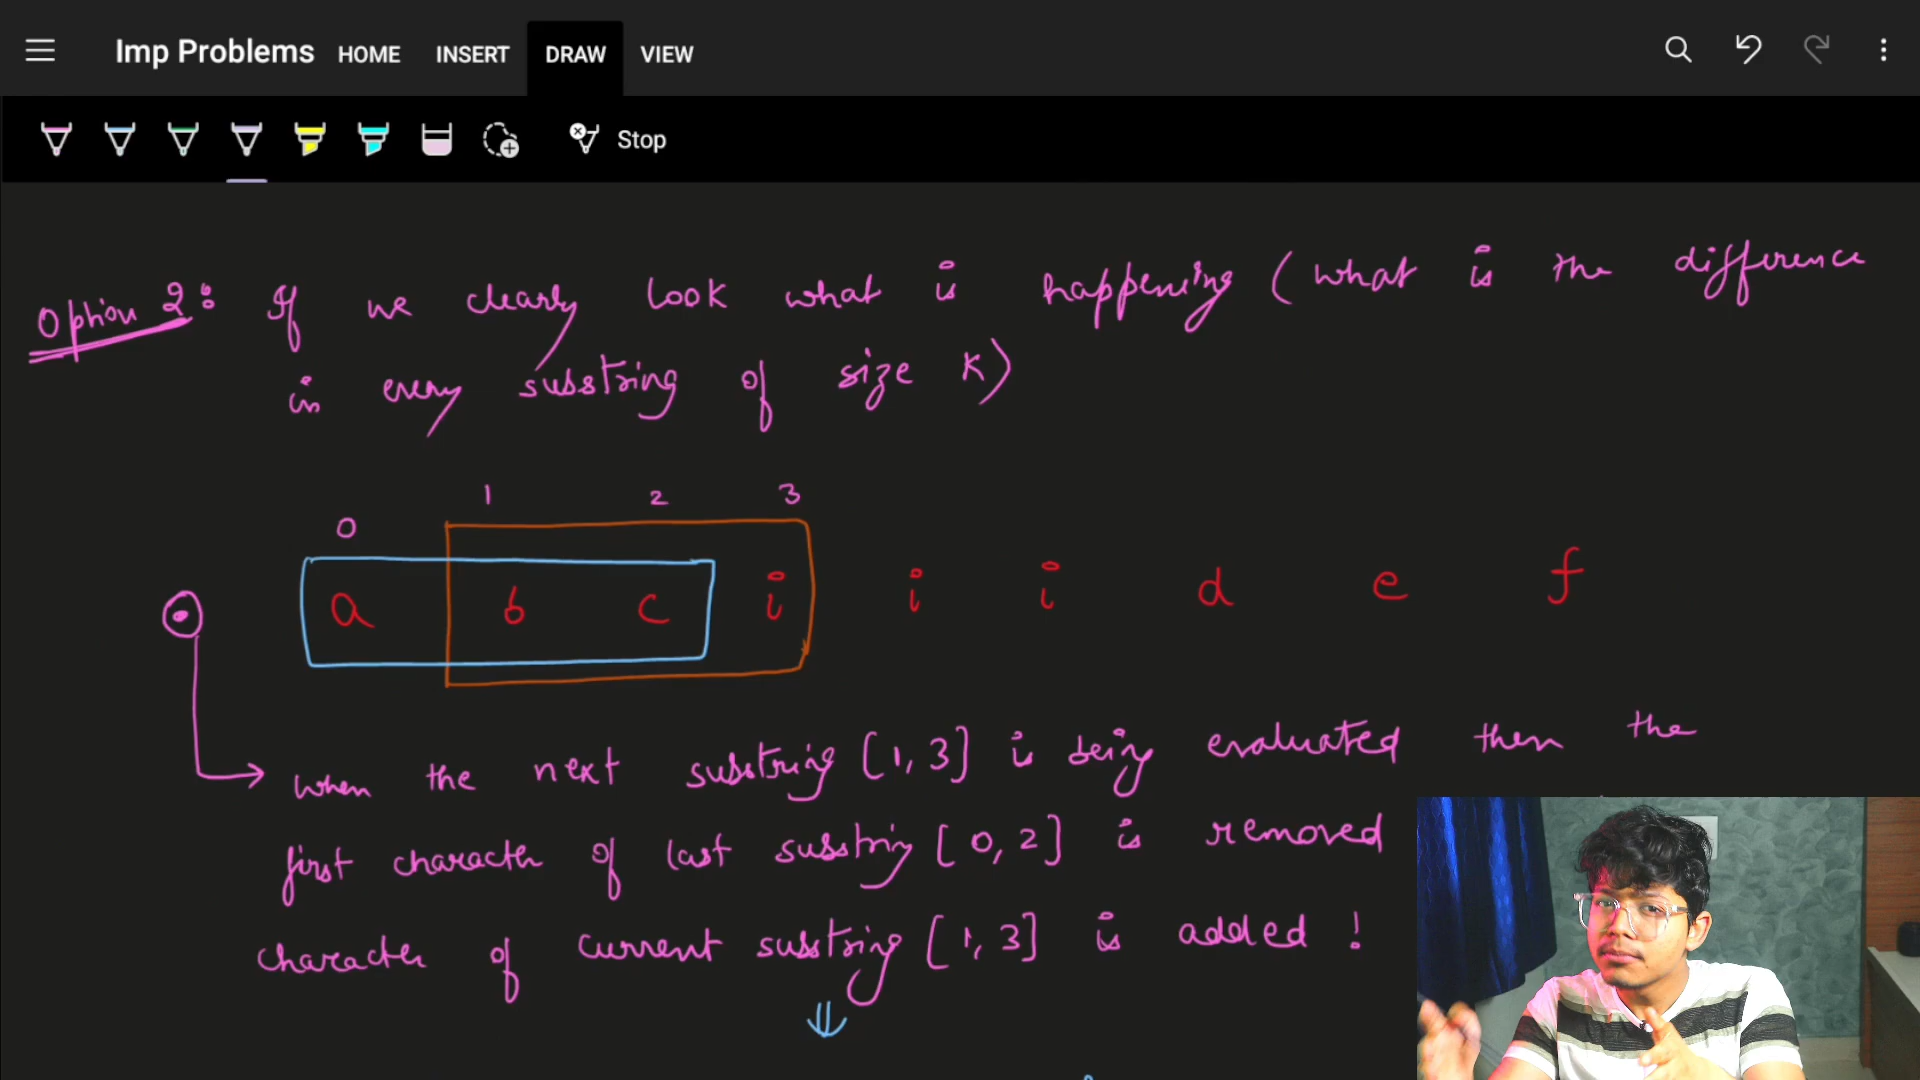 Imp Problems HOME INSERT DRAW VIEW
Stop
Option 2: If we clearly look what is happening (what is the difference
in every substring of size K)
0 1 2 3
a b c i i i d e f
when the next substring [1, 3] is being evaluated then the
first character of last substring [0, 2] is removed
character of current substring [1, 3] is added !